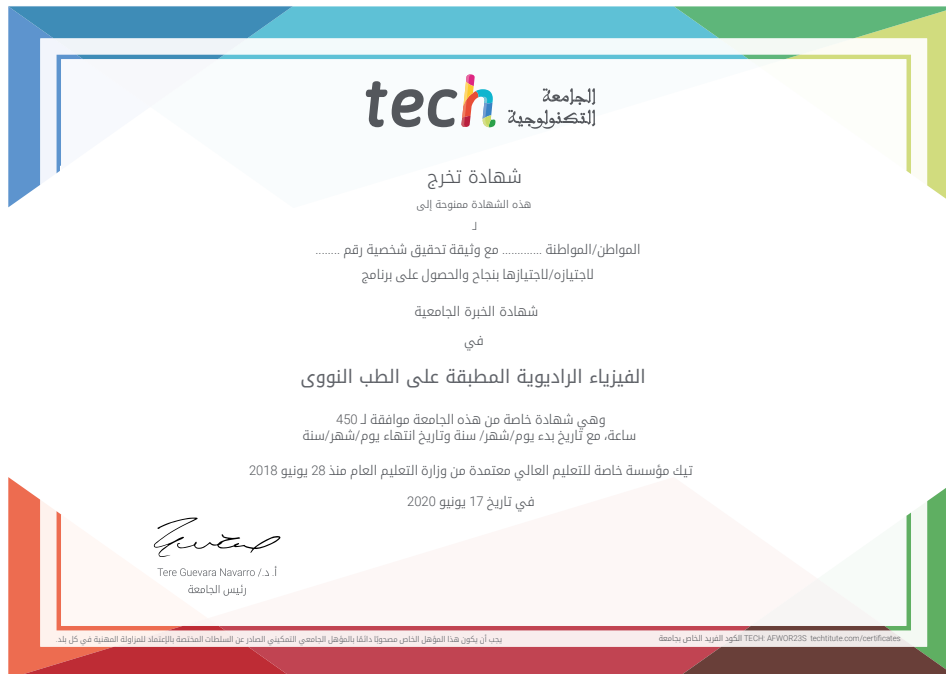 tech الجامعة
التكنولوجية
شهادة تخرج
هذه الشهادة ممنوحة إلى
لـ
المواطن/المواطنة ............. مع وثيقة تحقيق شخصية رقم ........
لاجتيازه/لاجتيازها بنجاح والحصول على برنامج
شهادة الخبرة الجامعية
في
الفيزياء الراديوية المطبقة على الطب النووى
وهي شهادة خاصة من هذه الجامعة موافقة لـ 450
ساعة، مع تاريخ بدء يوم/شهر/ سنة وتاريخ انتهاء يوم/شهر/سنة
تيك مؤسسة خاصة للتعليم العالي معتمدة من وزارة التعليم العام منذ 28 يونيو 2018
في تاريخ 17 يونيو 2020
أ. د./ Tere Guevara Navarro
رئيس الجامعة
يجب أن يكون هذا المؤهل الخاص مصحوبًا دائمًا بالمؤهل الجامعي التمكيني الصادر عن السلطات المختصة بالإعتماد للمزاولة المهنية في كل بلد.
الكود الفريد الخاص بجامعة TECH: AFWOR23S techtitute.com/certificates